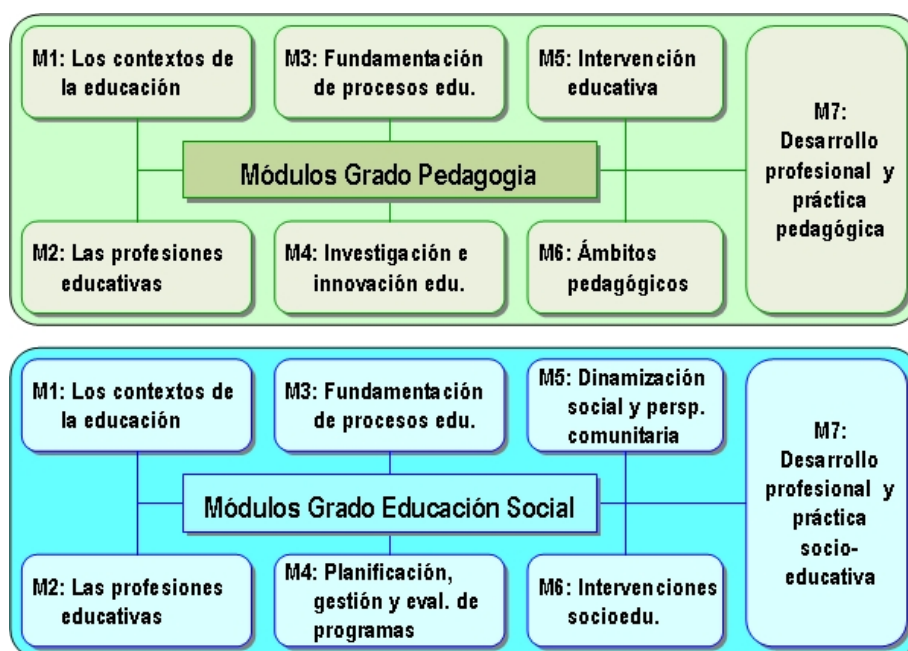 M1: Los contextos de
la educación
M3: Fundamentación
de procesos edu.
M5: Intervención
educativa
M7:
Desarrollo
profesional y
práctica
pedagógica
Módulos Grado Pedagogia
M2: Las profesiones
educativas
M4: Investigación e
innovación edu.
M6: Ámbitos
pedagógicos
M1: Los contextos de
la educación
M3: Fundamentación
de procesos edu.
M5: Dinamización
social y persp.
comunitaria
M7:
Desarrollo
profesional y
práctica
socio-
educativa
Módulos Grado Educación Social
M2: Las profesiones
educativas
M4: Planificación,
gestión y eval. de
programas
M6: Intervenciones
socioedu.